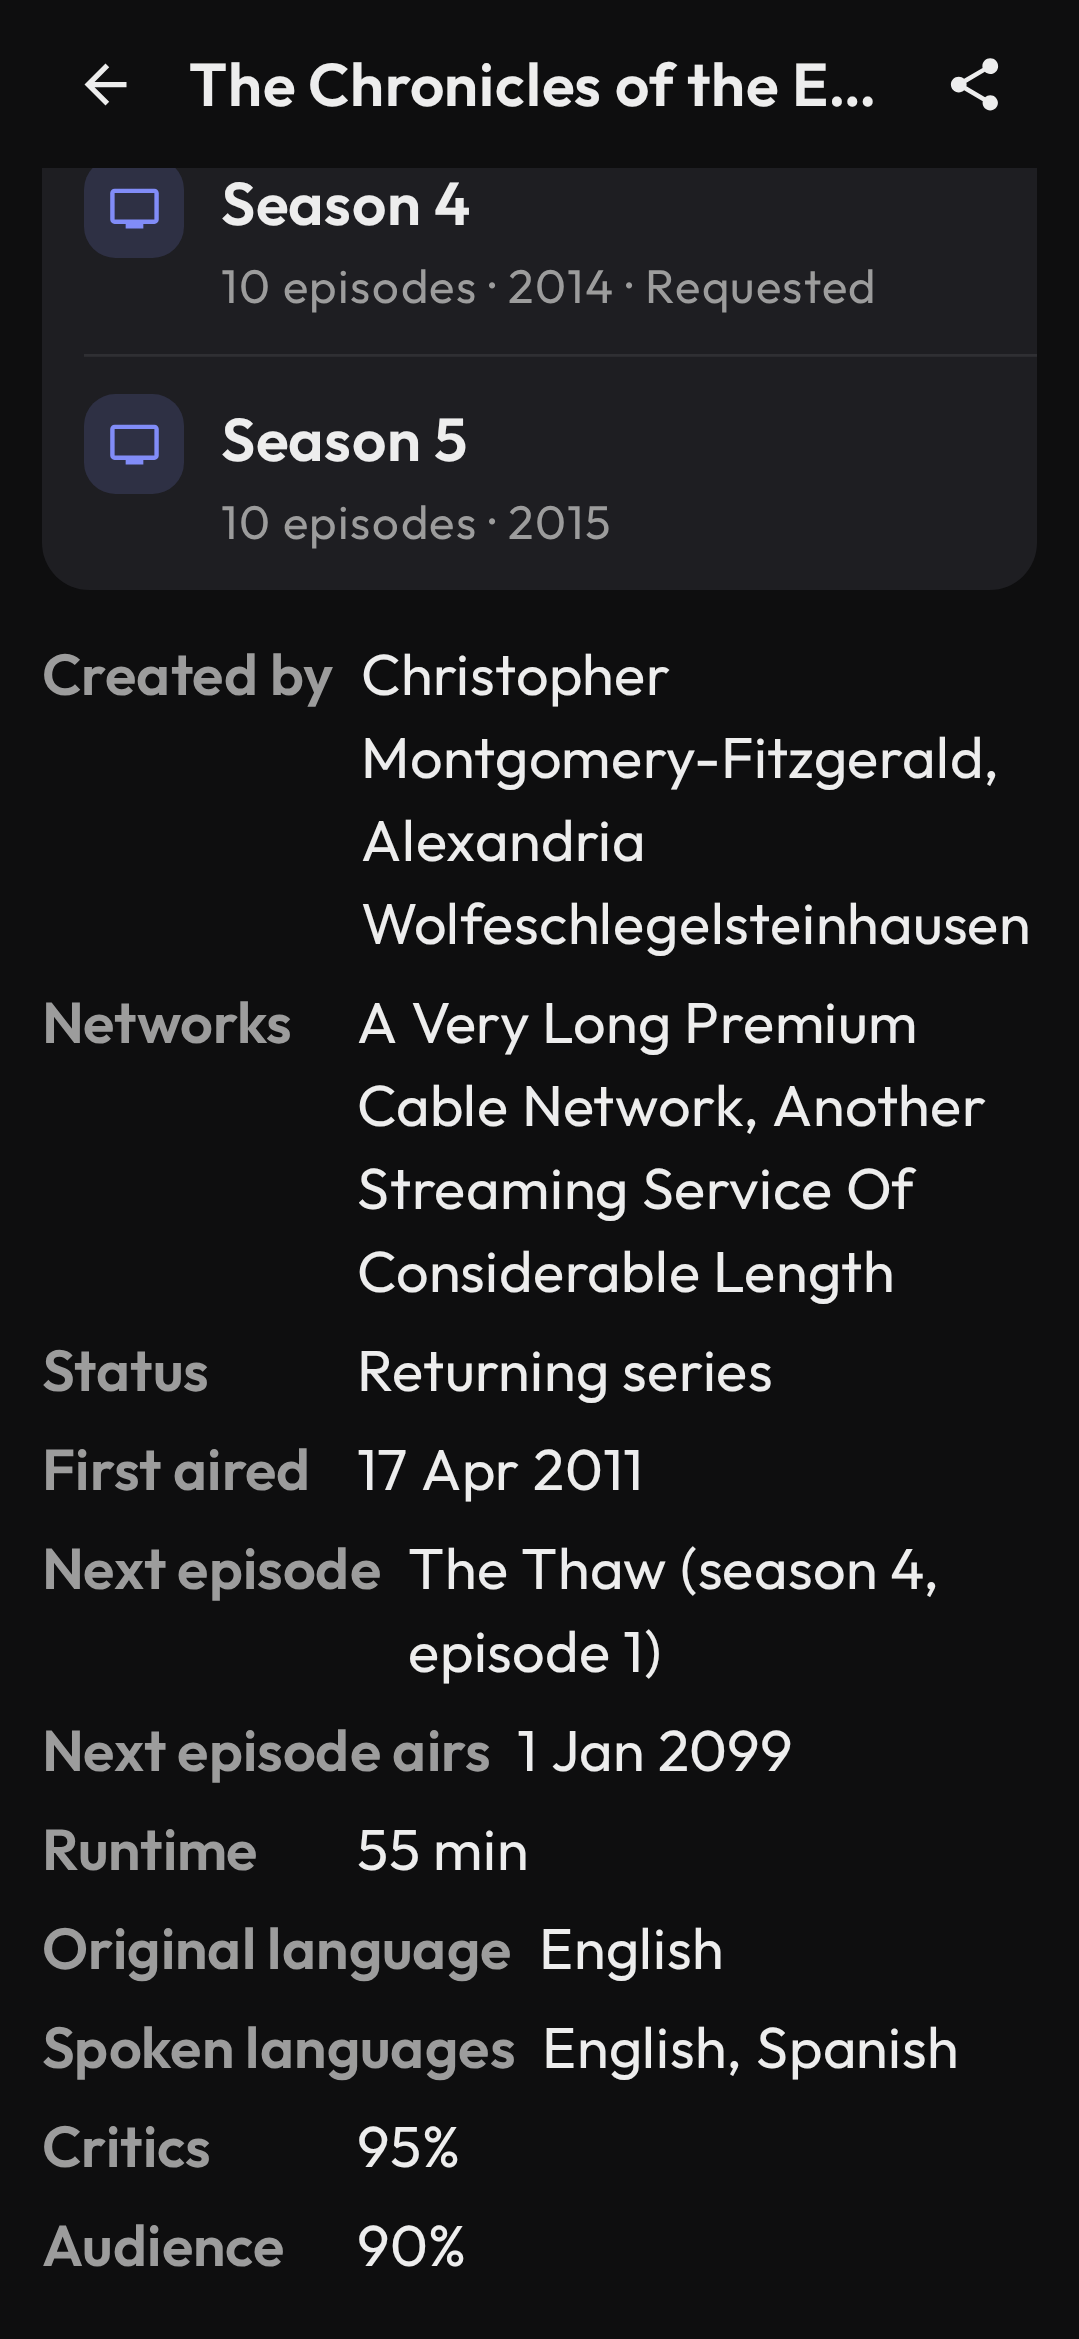 The Chronicles of the E...
Season 4
10 episodes · 2014 · Requested
Season 5
10 episodes · 2015
Created by Christopher
Montgomery-Fitzgerald,
Alexandria
Wolfeschlegelsteinhausen
Networks A Very Long Premium
Cable Network, Another
Streaming Service Of
Considerable Length
Status Returning series
First aired 17 Apr 2011
Next episode The Thaw (season 4,
episode 1)
Next episode airs 1 Jan 2099
Runtime 55 min
Original language English
Spoken languages English, Spanish
Critics 95%
Audience 90%